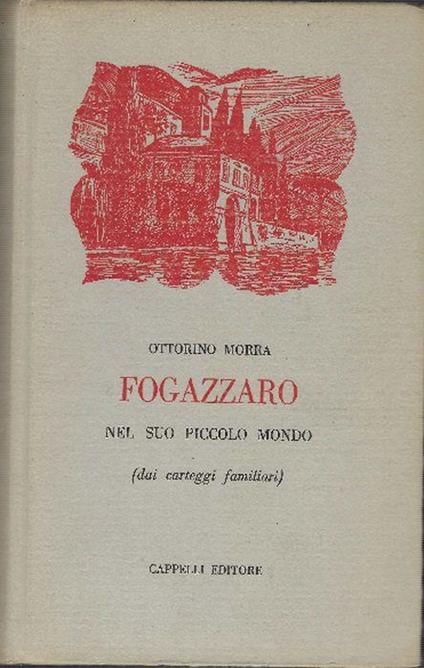 OTTORINO MORRA
FOGAZZARO
NEL SUO PICCOLO MONDO
(dai carteggi familiari)
CAPPELLI EDITORE